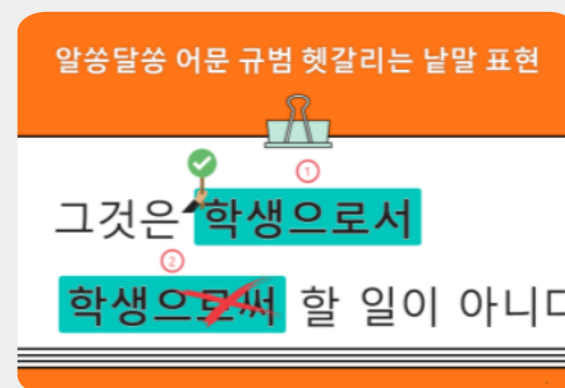 알쏭달쏭 어문 규범 헷갈리는 낱말 표현
①
그것은 학생으로서
②
학생으로써 할 일이 아니다